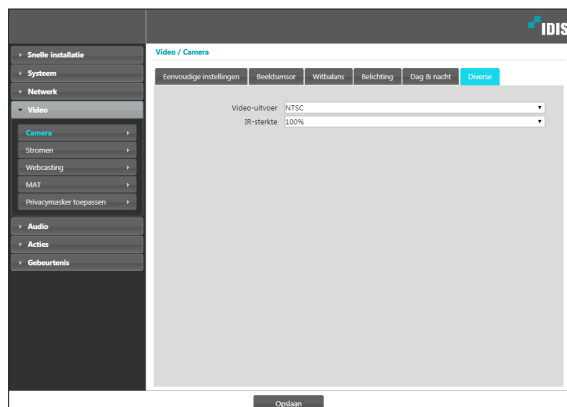 IDIS
Snelle installatie
Systeem
Netwerk
Video
Camera
Stromen
Webcasting
MAT
Privacymasker toepassen
Audio
Acties
Gebeurtenis
Video / Camera
Eenvoudige instellingen Beeldsensor Witbalans Belichting Dag & nacht Diverse
Video-uitvoer NTSC
IR-sterkte 100%
Opslaan